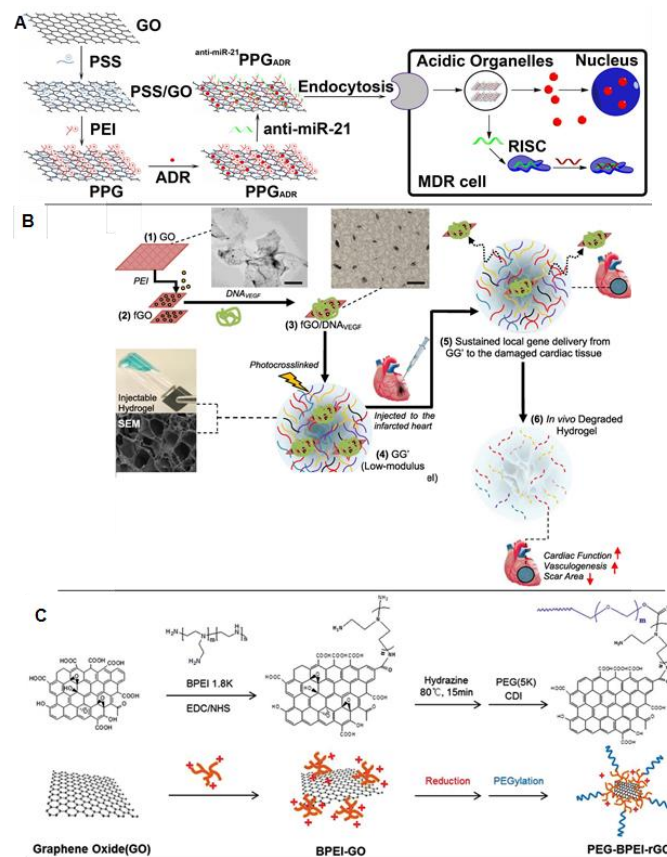 A
GO
PSS
PSS/GO
PEI
PPG
ADR
PPGADR
anti-miR-21
anti-miR-21PPGADR
Endocytosis
Acidic Organelles
Nucleus
RISC
MDR cell
B
(1) GO
PEI
(2) fGO
DNAVEGF
(3) fGO/DNAVEGF
Photocrosslinked
Injectable
Hydrogel
SEM
(4) GG'
(Low-modulus
el)
Injected to the
infarcted heart
(5) Sustained local gene delivery from
GG' to the damaged cardiac tissue
(6) In vivo Degraded
Hydrogel
Cardiac Function
Vasculogenesis
Scar Area
C
BPEI 1.8K
EDC/NHS
Hydrazine
80℃, 15min
PEG(5K)
CDI
Graphene Oxide(GO)
BPEI-GO
Reduction
PEGylation
PEG-BPEI-rGO